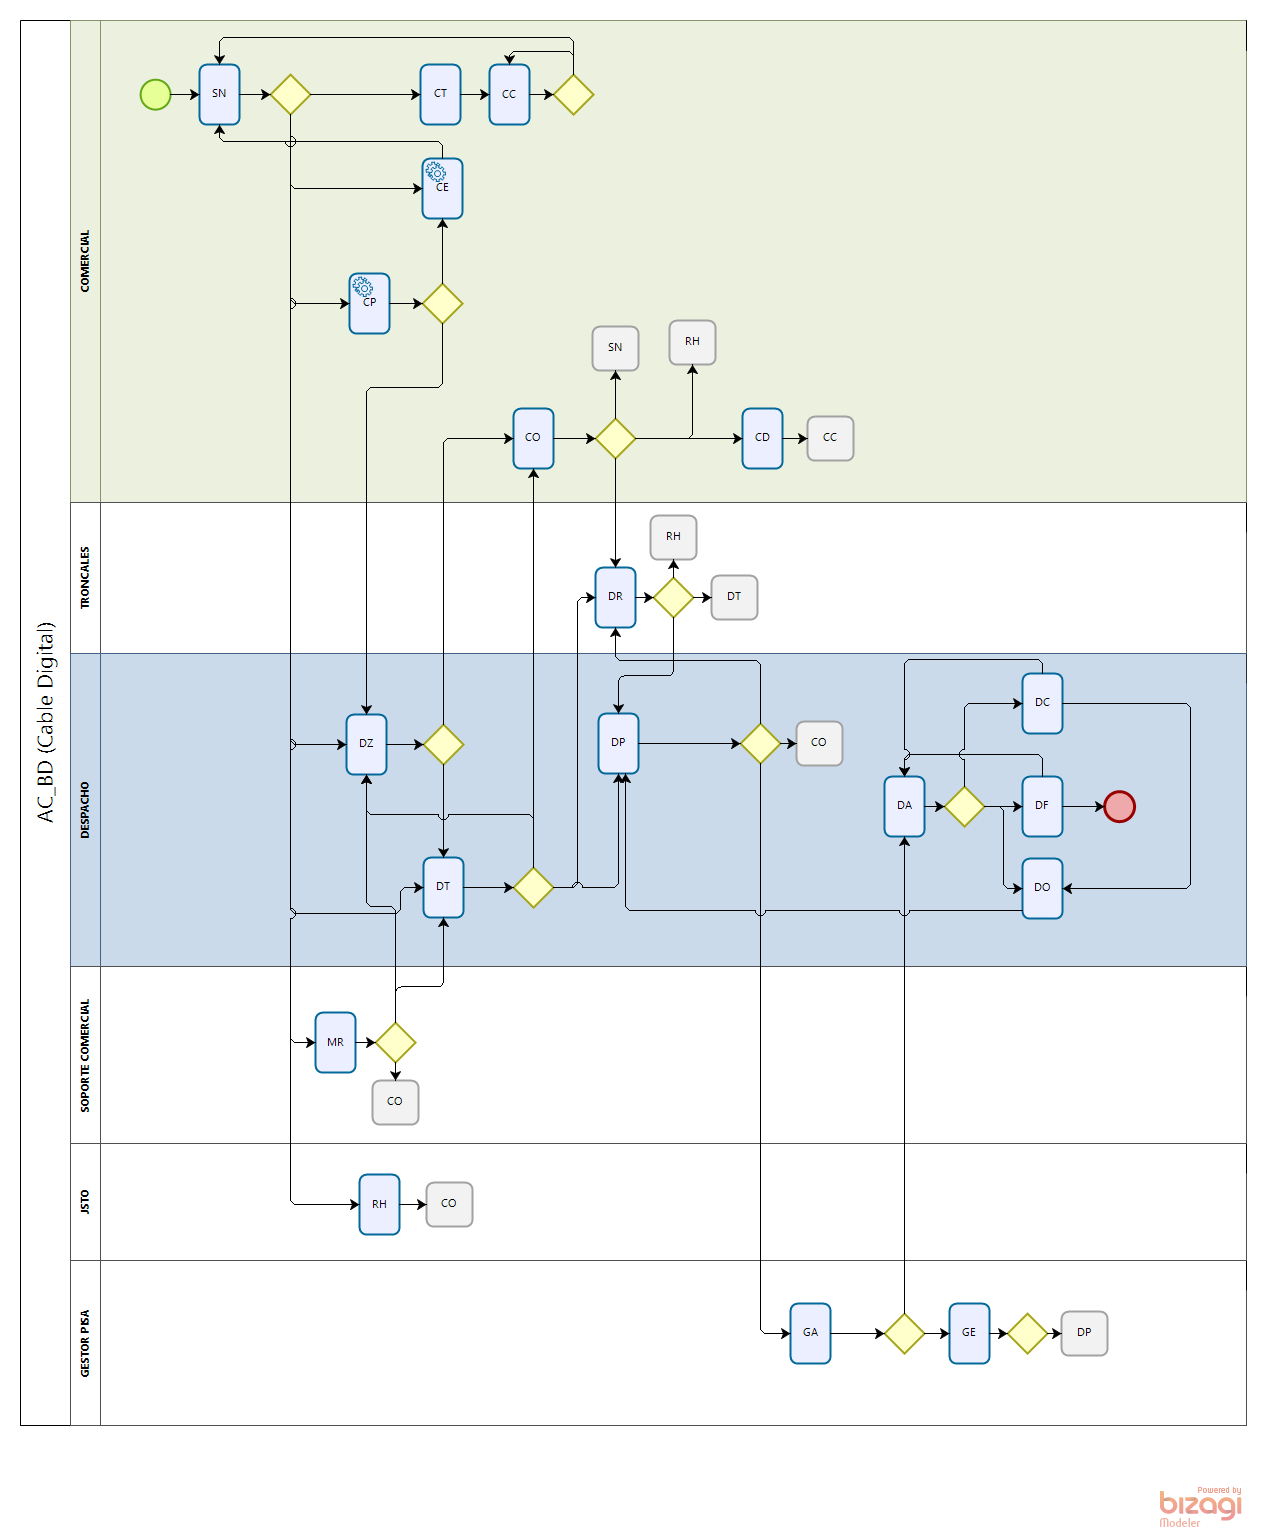 AC_BD (Cable Digital)
COMERCIAL
SN
CT
CC
CE
CP
SN
RH
CO
CD
CC
TRONCALES
RH
DR
DT
DESPACHO
DC
DZ
DP
CO
DA
DF
DT
DO
SOPORTE COMERCIAL
MR
CO
JSTO
RH
CO
GESTOR PISA
GA
GE
DP
Powered by
bizagi
Modeler